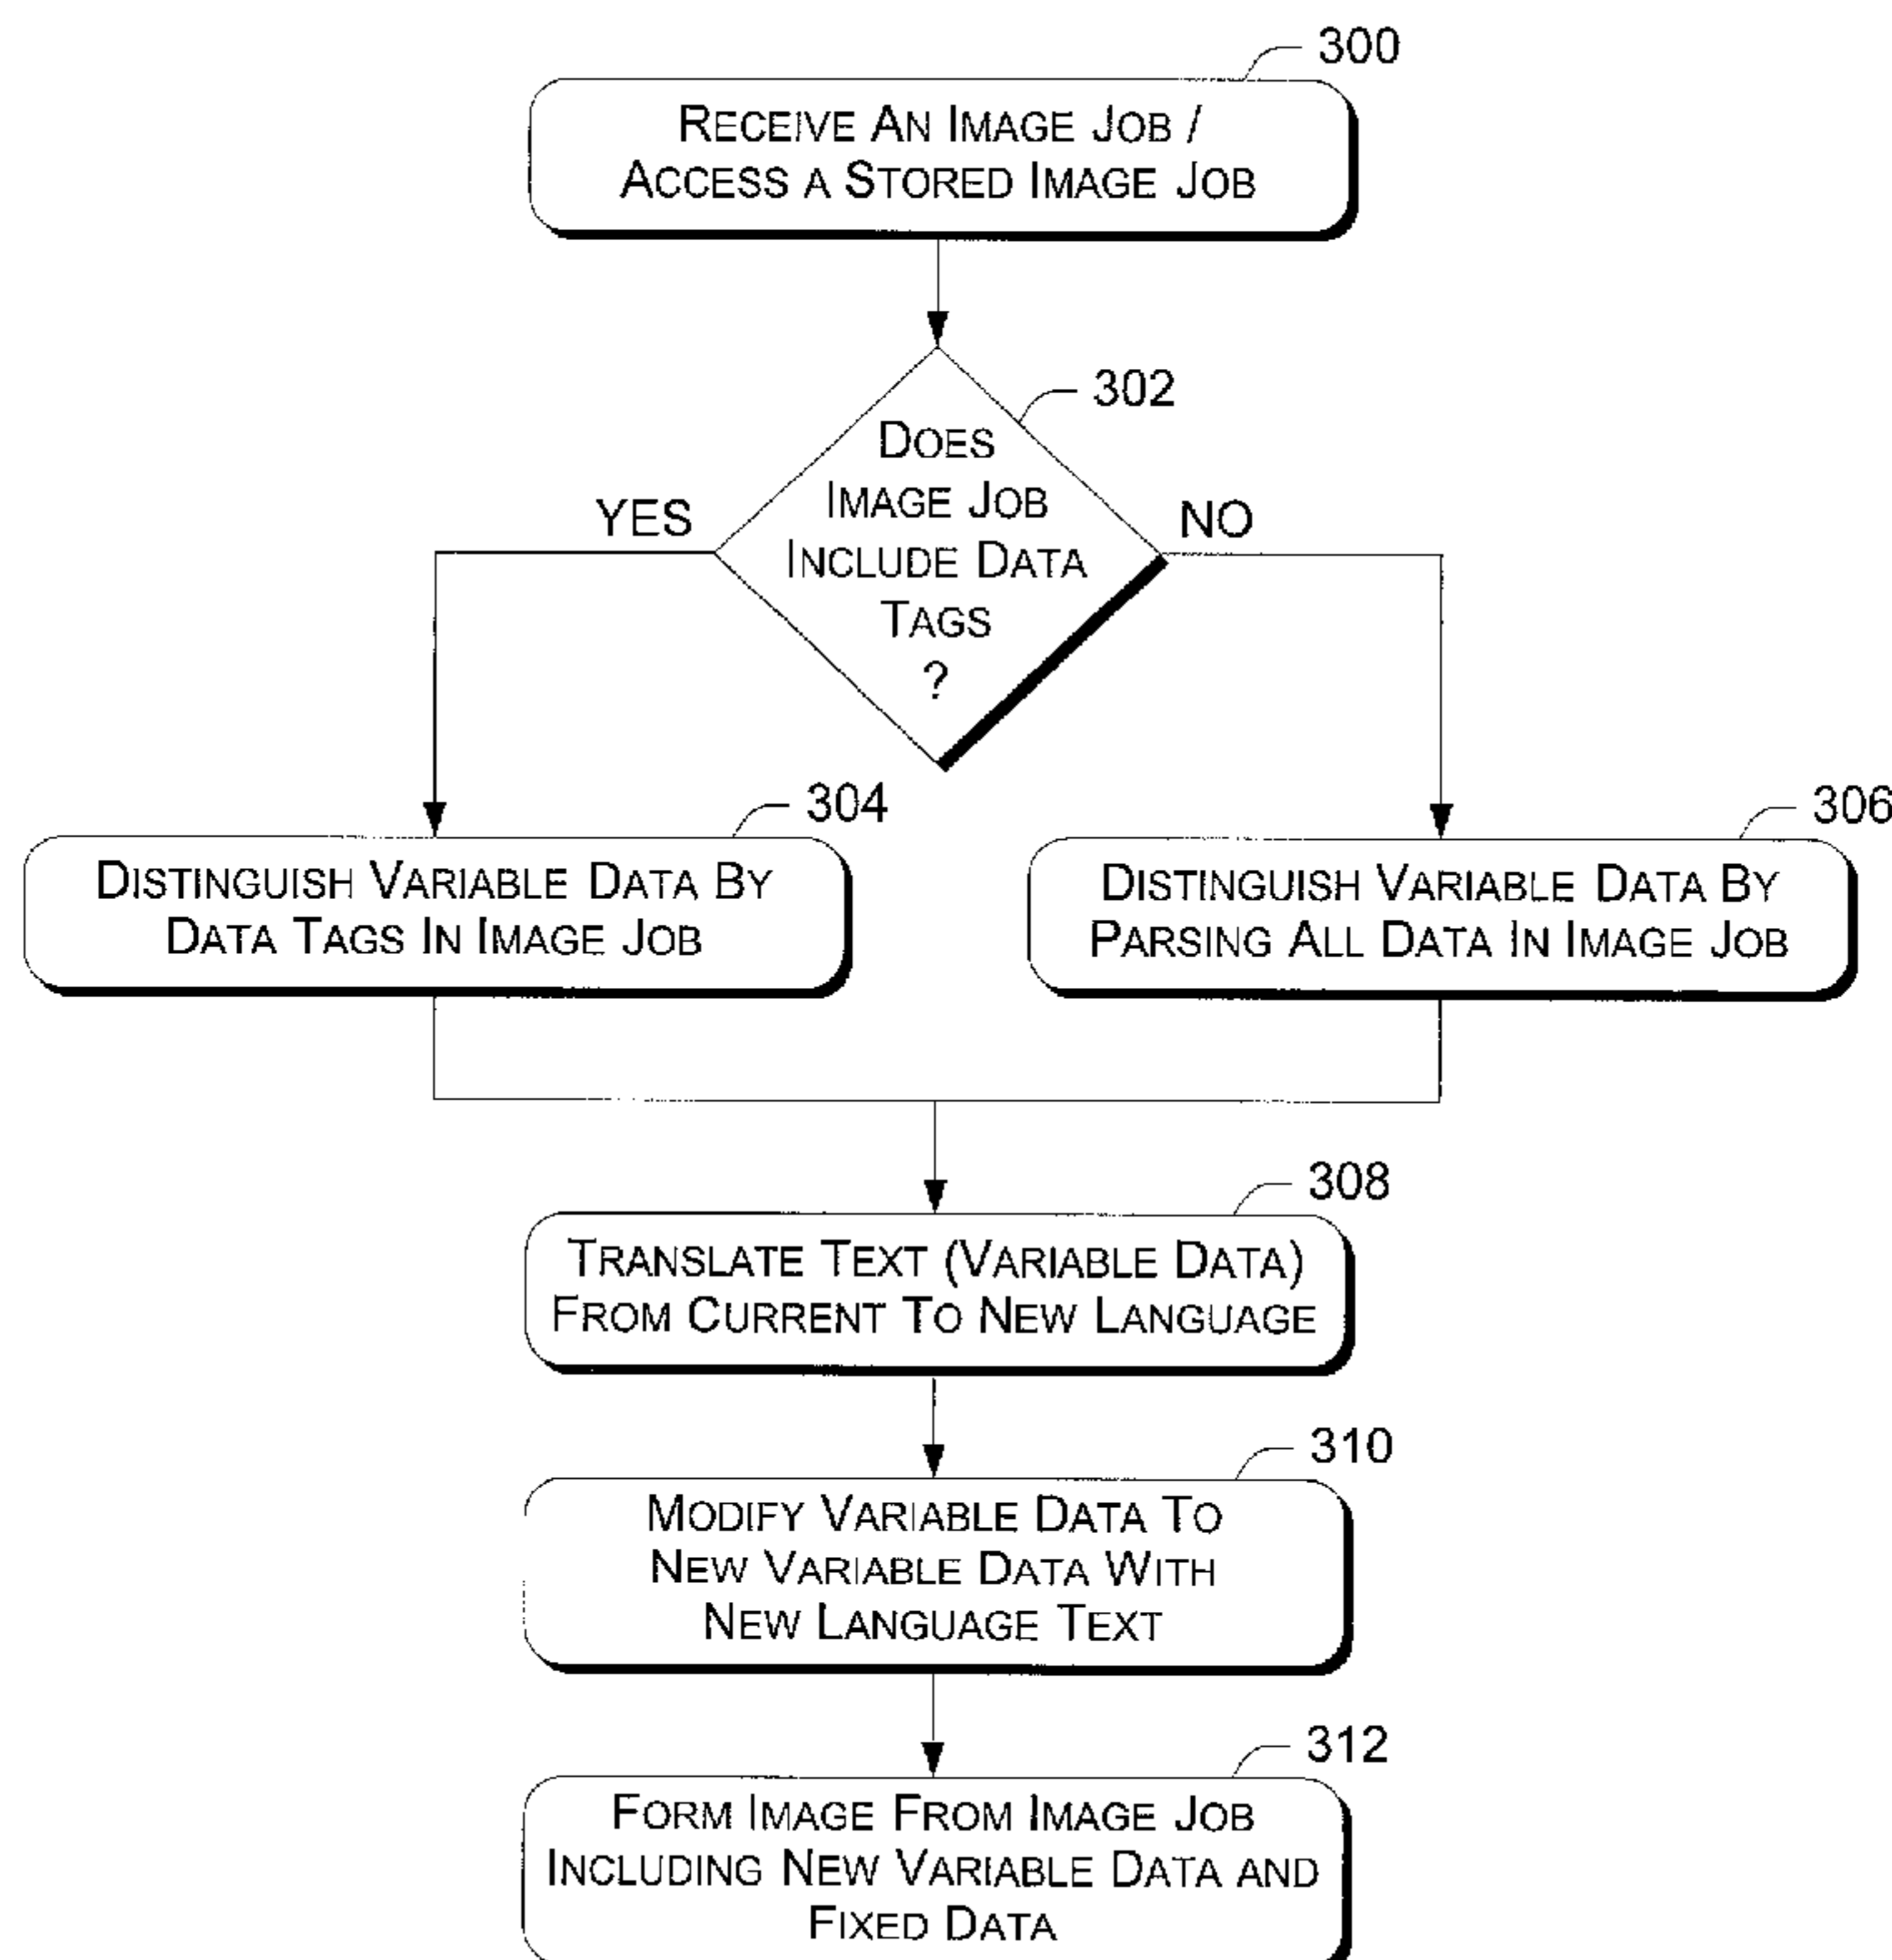 300
RECEIVE AN IMAGE JOB /
ACCESS A STORED IMAGE JOB
302
DOES
IMAGE JOB
INCLUDE DATA
TAGS
?
YES
NO
304
DISTINGUISH VARIABLE DATA BY
DATA TAGS IN IMAGE JOB
306
DISTINGUISH VARIABLE DATA BY
PARSING ALL DATA IN IMAGE JOB
308
TRANSLATE TEXT (VARIABLE DATA)
FROM CURRENT TO NEW LANGUAGE
310
MODIFY VARIABLE DATA TO
NEW VARIABLE DATA WITH
NEW LANGUAGE TEXT
312
FORM IMAGE FROM IMAGE JOB
INCLUDING NEW VARIABLE DATA AND
FIXED DATA